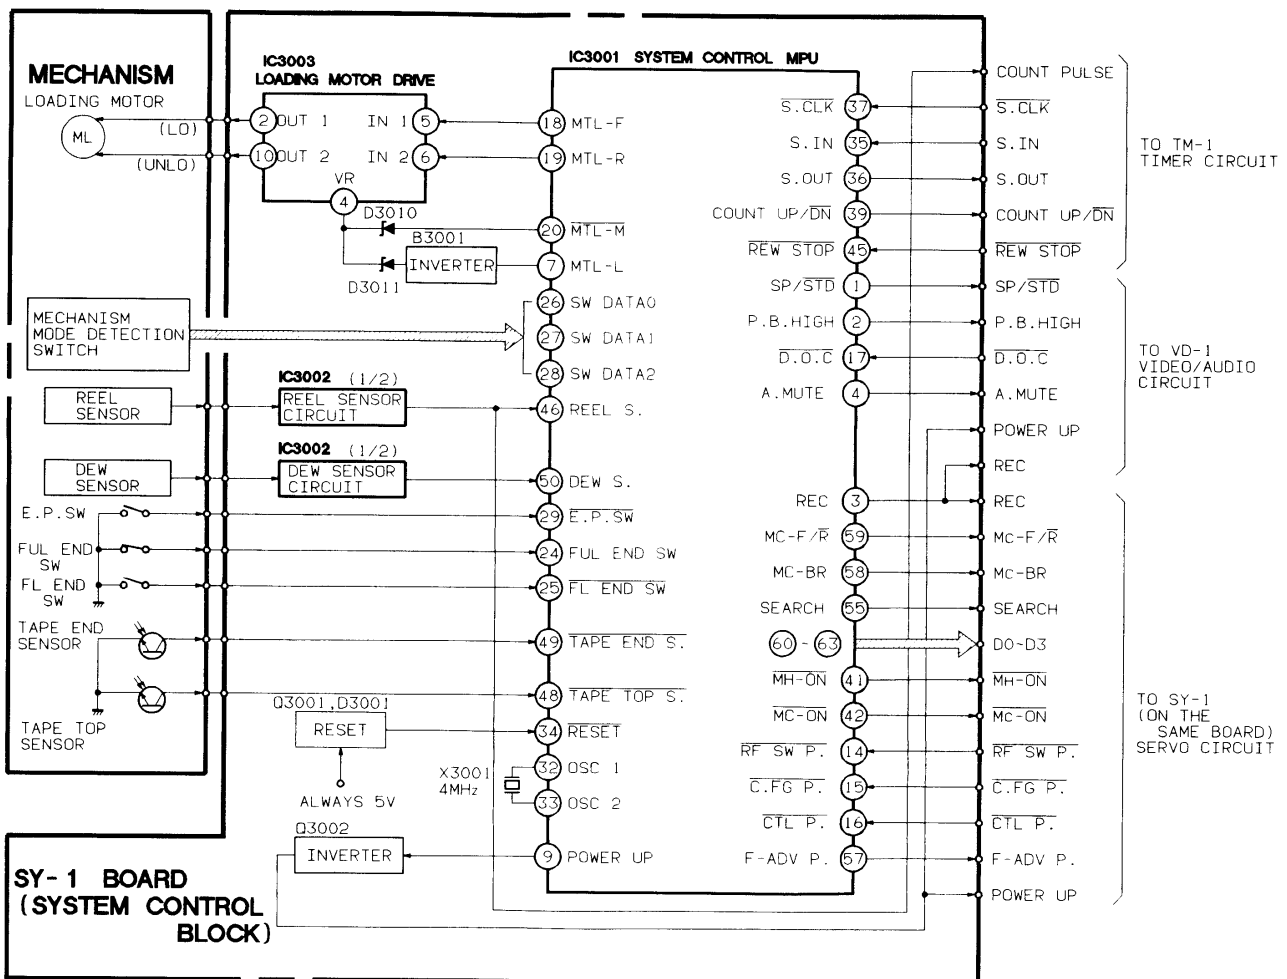 MECHANISM
LOADING MOTOR
ML
(LO)
(UNLO)
IC3003
LOADING MOTOR DRIVE
2 OUT 1
IN 1 5
10 OUT 2
IN 2 6
VR
4
D3010
B3001
INVERTER
D3011
MECHANISM
MODE DETECTION
SWITCH
REEL
SENSOR
IC3002 (1/2)
REEL SENSOR
CIRCUIT
DEW
SENSOR
IC3002 (1/2)
DEW SENSOR
CIRCUIT
E.P.SW
FUL END
SW
FL END
SW
TAPE END
SENSOR
TAPE TOP
SENSOR
Q3001,D3001
RESET
ALWAYS 5V
X3001
4MHz
Q3002
INVERTER
SY-1 BOARD
(SYSTEM CONTROL
BLOCK)
IC3001 SYSTEM CONTROL MPU
18 MTL-F
19 MTL-R
20 MTL-M
7 MTL-L
26 SW DATA0
27 SW DATA1
28 SW DATA2
46 REEL S.
50 DEW S.
29 E.P.SW
24 FUL END SW
25 FL END SW
49 TAPE END S.
48 TAPE TOP S.
34 RESET
32 OSC 1
33 OSC 2
9 POWER UP
S.CLK 37
S.IN 35
S.OUT 36
COUNT UP/DN 39
REW STOP 45
SP/STD 1
P.B.HIGH 2
D.O.C 17
A.MUTE 4
REC 3
MC-F/R 59
MC-BR 58
SEARCH 55
60 - 63
MH-ON 41
MC-ON 42
RF SW P. 14
C.FG P. 15
CTL P. 16
F-ADV P. 57
COUNT PULSE
S.CLK
S.IN
S.OUT
COUNT UP/DN
REW STOP
SP/STD
P.B.HIGH
D.O.C
A.MUTE
POWER UP
REC
REC
Mc-F/R
Mc-BR
SEARCH
D0~D3
MH-ON
MC-ON
RF SW P.
C.FG P.
CTL P.
F-ADV P.
POWER UP
TO TM-1
TIMER CIRCUIT
TO VD-1
VIDEO/AUDIO
CIRCUIT
TO SY-1
(ON THE
SAME BOARD)
SERVO CIRCUIT